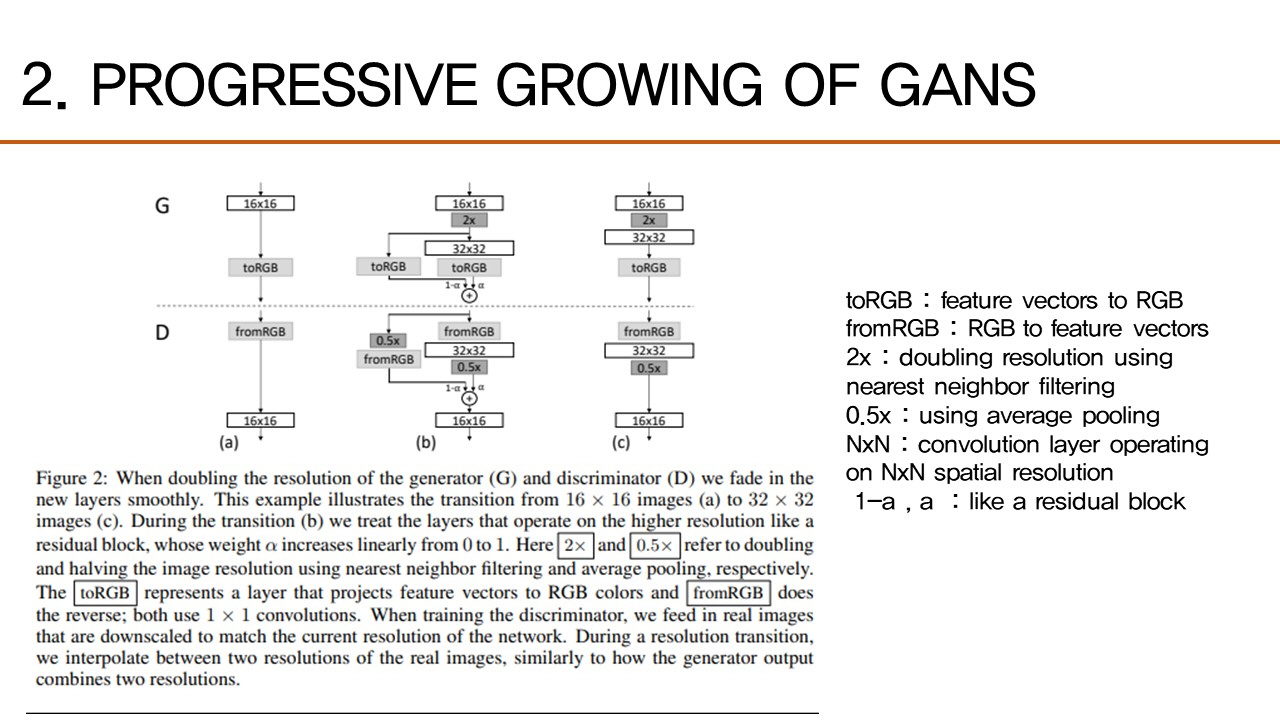 2. PROGRESSIVE GROWING OF GANS
G
16x16
toRGB
16x16
2x
32x32
toRGB
toRGB
1-α
α
16x16
2x
32x32
toRGB
D
fromRGB
16x16
0.5x
fromRGB
fromRGB
32x32
0.5x
1-α
α
16x16
fromRGB
32x32
0.5x
16x16
(a)
(b)
(c)
Figure 2: When doubling the resolution of the generator (G) and discriminator (D) we fade in the
new layers smoothly. This example illustrates the transition from 16 × 16 images (a) to 32 × 32
images (c). During the transition (b) we treat the layers that operate on the higher resolution like a
residual block, whose weight α increases linearly from 0 to 1. Here 2× and 0.5× refer to doubling
and halving the image resolution using nearest neighbor filtering and average pooling, respectively.
The toRGB represents a layer that projects feature vectors to RGB colors and fromRGB does
the reverse; both use 1 × 1 convolutions. When training the discriminator, we feed in real images
that are downscaled to match the current resolution of the network. During a resolution transition,
we interpolate between two resolutions of the real images, similarly to how the generator output
combines two resolutions.
toRGB : feature vectors to RGB
fromRGB : RGB to feature vectors
2x : doubling resolution using
nearest neighbor filtering
0.5x : using average pooling
NxN : convolution layer operating
on NxN spatial resolution
1-a , a : like a residual block